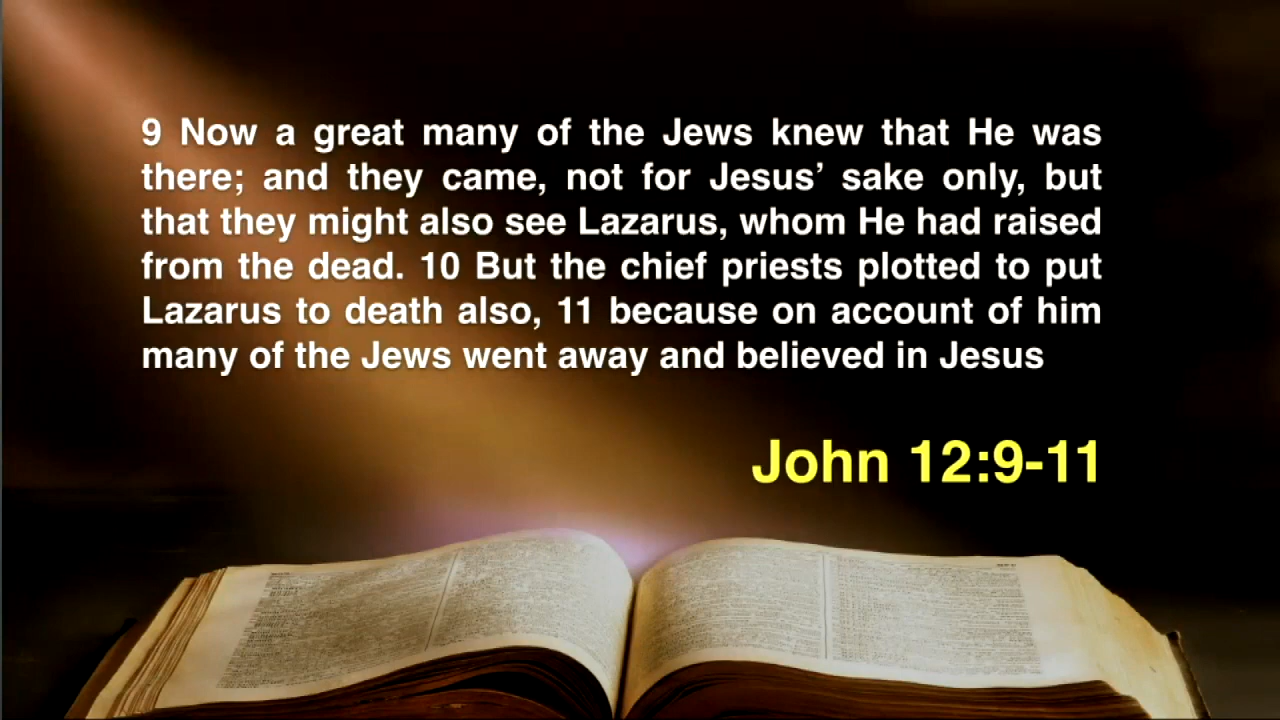 9 Now a great many of the Jews knew that He was
there; and they came, not for Jesus’ sake only, but
that they might also see Lazarus, whom He had raised
from the dead. 10 But the chief priests plotted to put
Lazarus to death also, 11 because on account of him
many of the Jews went away and believed in Jesus
John 12:9-11